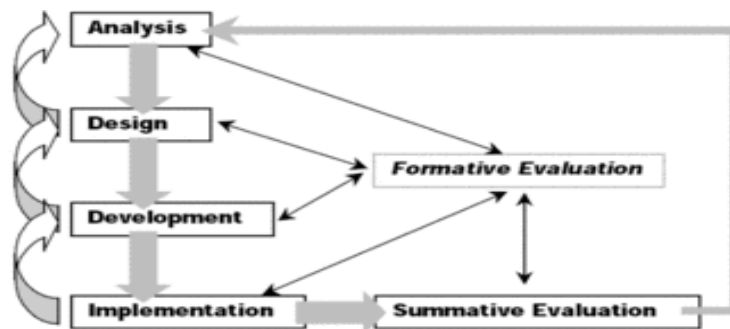 Analysis
Design
Formative Evaluation
Development
Implementation
Summative Evaluation